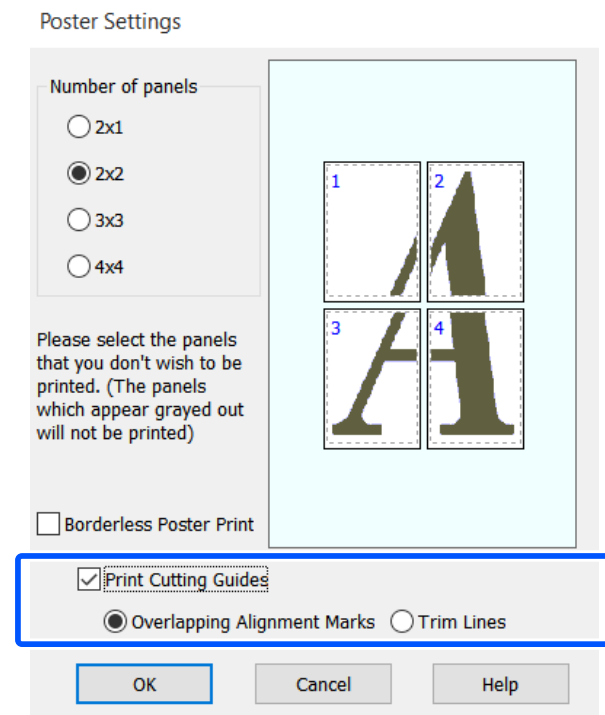 Poster Settings
Number of panels
2x1
2x2
3x3
4x4
1
2
3
4
Please select the panels
that you don't wish to be
printed. (The panels
which appear grayed out
will not be printed)
Borderless Poster Print
Print Cutting Guides
Overlapping Alignment Marks Trim Lines
OK Cancel Help